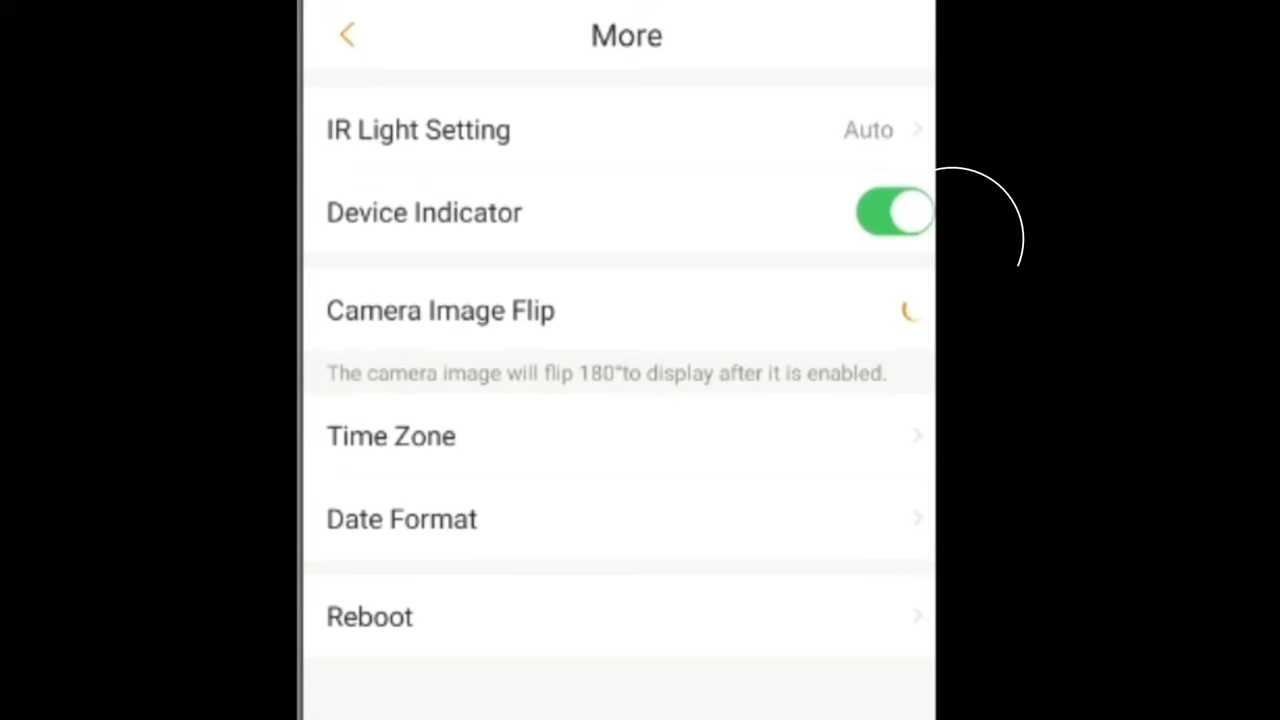 More
IR Light Setting Auto
Device Indicator
Camera Image Flip
The camera image will flip 180°to display after it is enabled.
Time Zone
Date Format
Reboot